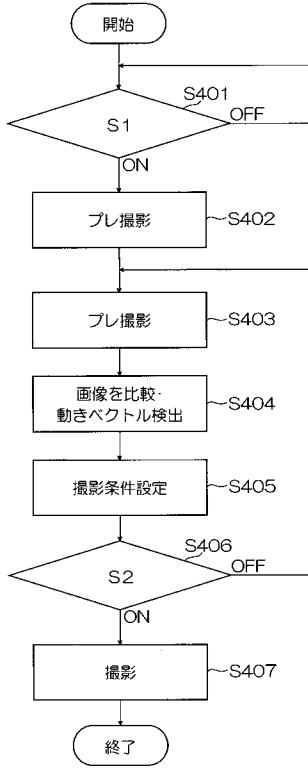 開始
S401
S1
OFF
ON
プレ撮影
S402
プレ撮影
S403
画像を比較・
動きベクトル検出
S404
撮影条件設定
S405
S406
S2
OFF
ON
撮影
S407
終了